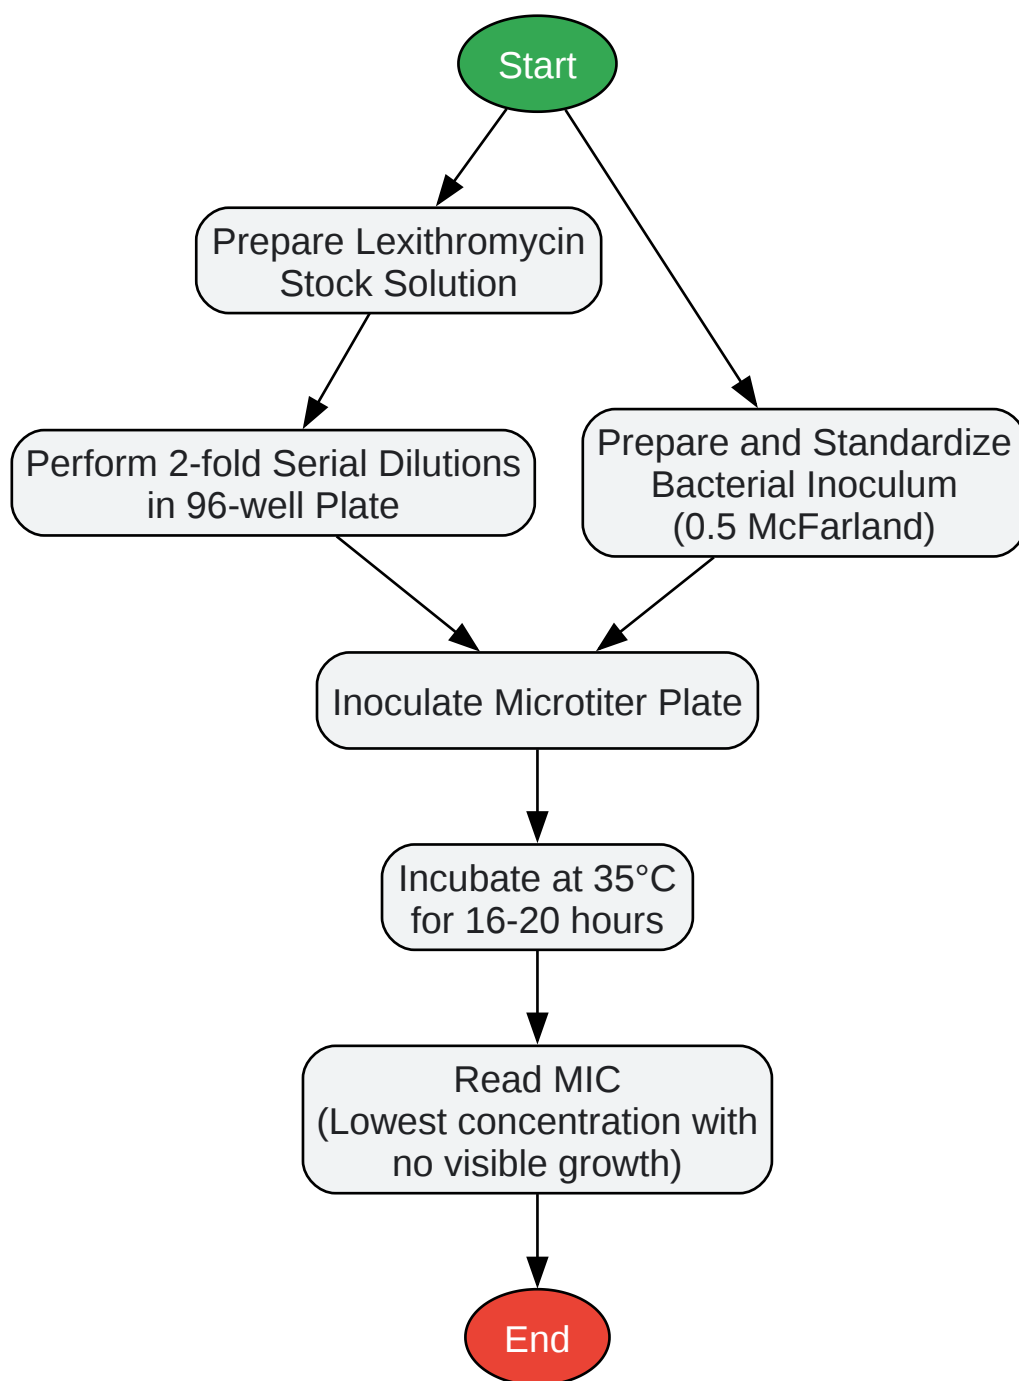 Start
Prepare Lexithromycin
Stock Solution
Perform 2-fold Serial Dilutions
in 96-well Plate
Prepare and Standardize
Bacterial Inoculum
(0.5 McFarland)
Inoculate Microtiter Plate
Incubate at 35°C
for 16-20 hours
Read MIC
(Lowest concentration with
no visible growth)
End